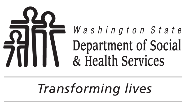 Washington State
Department of Social
& Health Services
Transforming lives